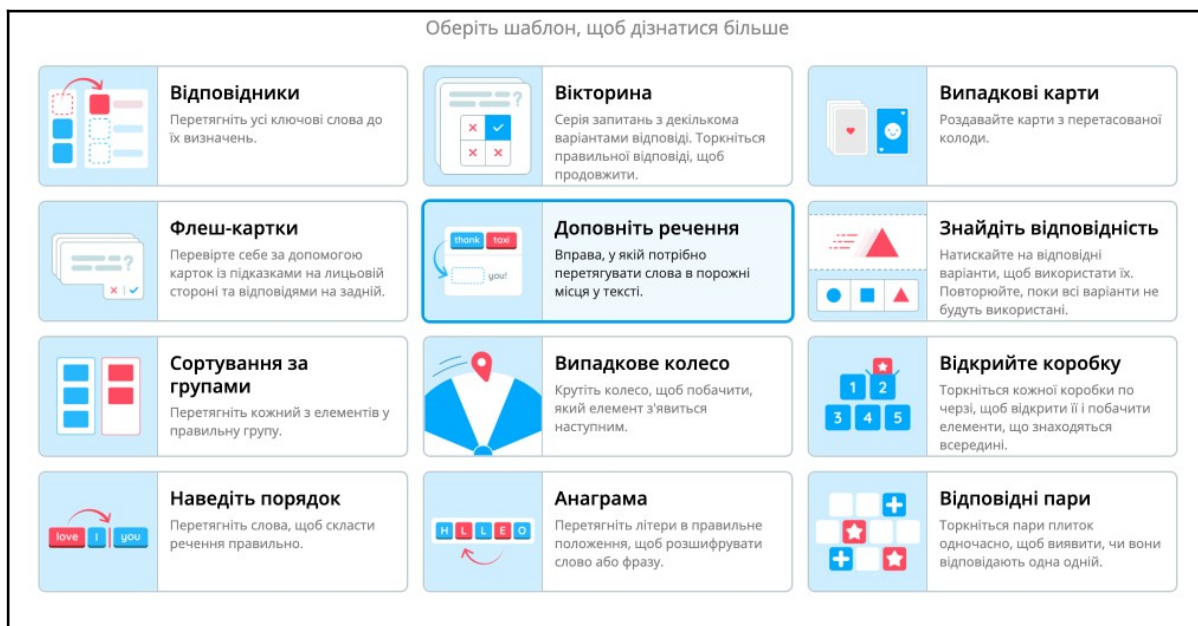 Оберіть шаблон, щоб дізнатися більше
Відповідники
Перетягніть усі ключові слова до
їх визначень.
?
Вікторина
Серія запитань з декількома
варіантами відповіді. Торкніться
правильної відповіді, щоб
продовжити.
Випадкові карти
Роздавайте карти з перетасованої
колоди.
?
Флеш-картки
Перевірте себе за допомогою
карток із підказками на лицьовій
стороні та відповідями на задній.
thank taxi
you!
Доповніть речення
Вправа, у якій потрібно
перетягувати слова в порожні
місця у тексті.
Знайдіть відповідність
Натискайте на відповідні
варіанти, щоб використати їх.
Повторюйте, поки всі варіанти не
будуть використані.
Сортування за
групами
Перетягніть кожний з елементів у
правильну групу.
Випадкове колесо
Крутіть колесо, щоб побачити,
який елемент з'явиться
наступним.
1 2
3 4 5
Відкрийте коробку
Торкніться кожної коробки по
черзі, щоб відкрити її і побачити
елементи, що знаходяться
всередині.
love I you
Наведіть порядок
Перетягніть слова, щоб скласти
речення правильно.
H L L E O
Анаграма
Перетягніть літери в правильне
положення, щоб розшифрувати
слово або фразу.
Відповідні пари
Торкніться пари плиток
одночасно, щоб виявити, чи вони
відповідають одна одній.